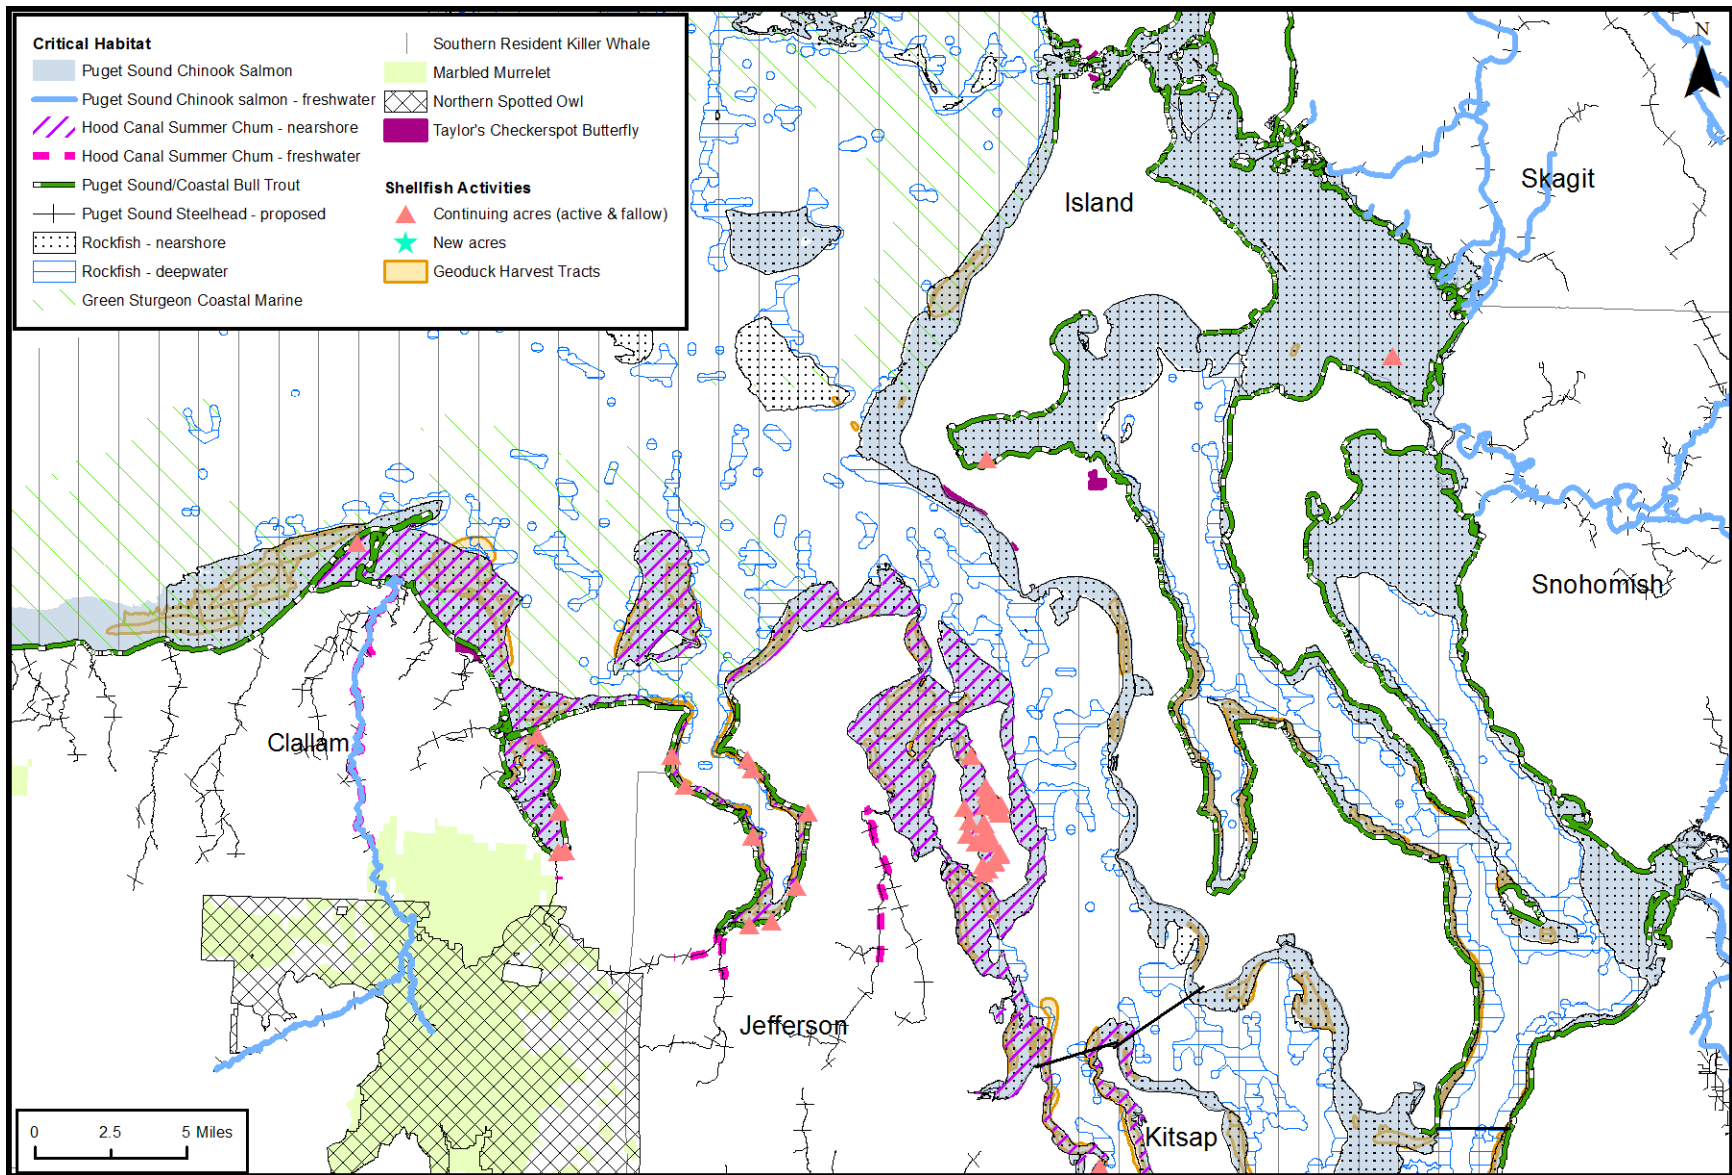 Critical Habitat
Puget Sound Chinook Salmon
Puget Sound Chinook salmon - freshwater
Hood Canal Summer Chum - nearshore
Hood Canal Summer Chum - freshwater
Puget Sound/Coastal Bull Trout
Puget Sound Steelhead - proposed
Rockfish - nearshore
Rockfish - deepwater
Green Sturgeon Coastal Marine
Southern Resident Killer Whale
Marbled Murrelet
Northern Spotted Owl
Taylor's Checkerspot Butterfly
Shellfish Activities
Continuing acres (active & fallow)
New acres
Geoduck Harvest Tracts
N
Skagit
Island
Snohomish
Clallam
Jefferson
Kitsap
0 2.5 5 Miles